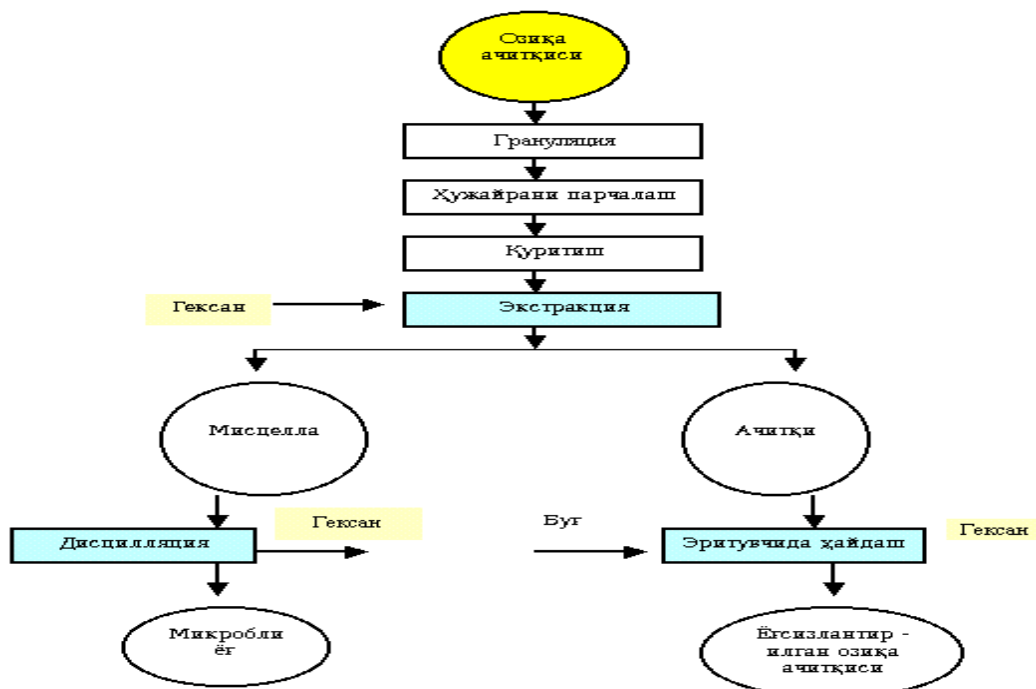 Озиқа
ачитқиси
Грануляция
Ҳужайрани парчалаш
Қуритиш
Гексан
Экстракция
Мисцелла
Ачитқи
Гексан
Буғ
Гексан
Дисцилляция
Эритувчида ҳайдаш
Микробли
ёғ
Ёғсизлантир -
илган озиқа
ачитқиси